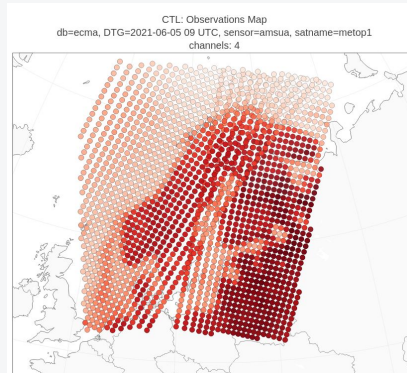 CTL: Observations Map
db=ecma, DTG=2021-06-05 09 UTC, sensor=amsua, satname=metop1
channels: 4